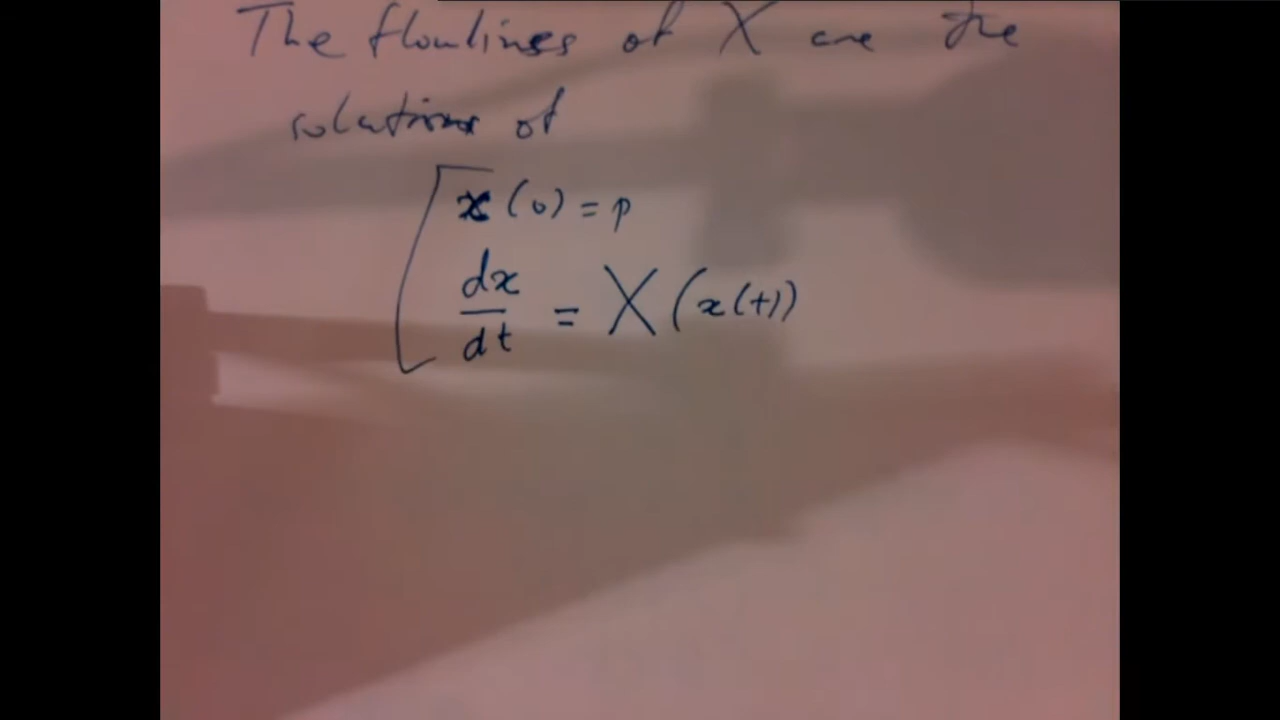 The flowlines of X are the
solutions of
x(0) = p
dx/dt = X(x(t))